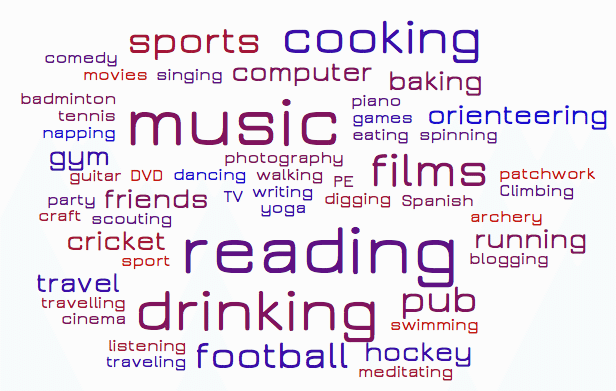 sports cooking
comedy
movies singing computer baking
badminton music piano
tennis games orienteering
napping eating spinning
gym photography films
guitar DVD dancing walking PE patchwork
party friends TV writing digging Spanish Climbing
craft scouting yoga archery
cricket reading running
sport blogging
travel drinking pub
travelling
cinema swimming
listening football hockey
traveling meditating